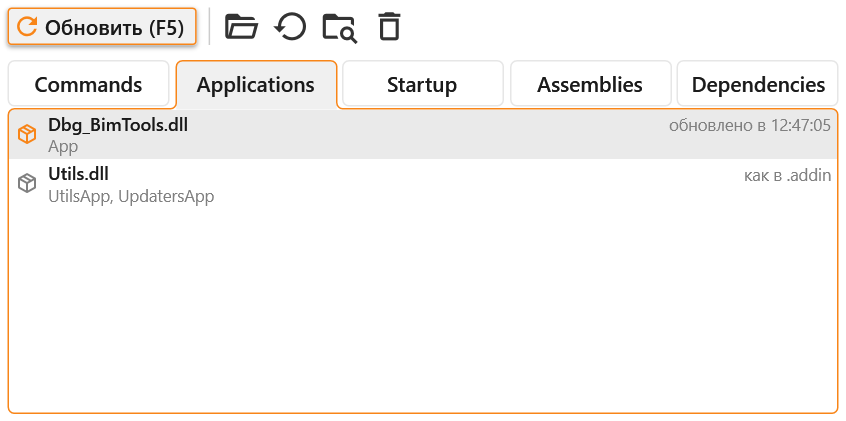 Обновить (F5)
Commands Applications Startup Assemblies Dependencies
Dbg_BimTools.dll обновлено в 12:47:05
App
Utils.dll как в .addin
UtilsApp, UpdatersApp